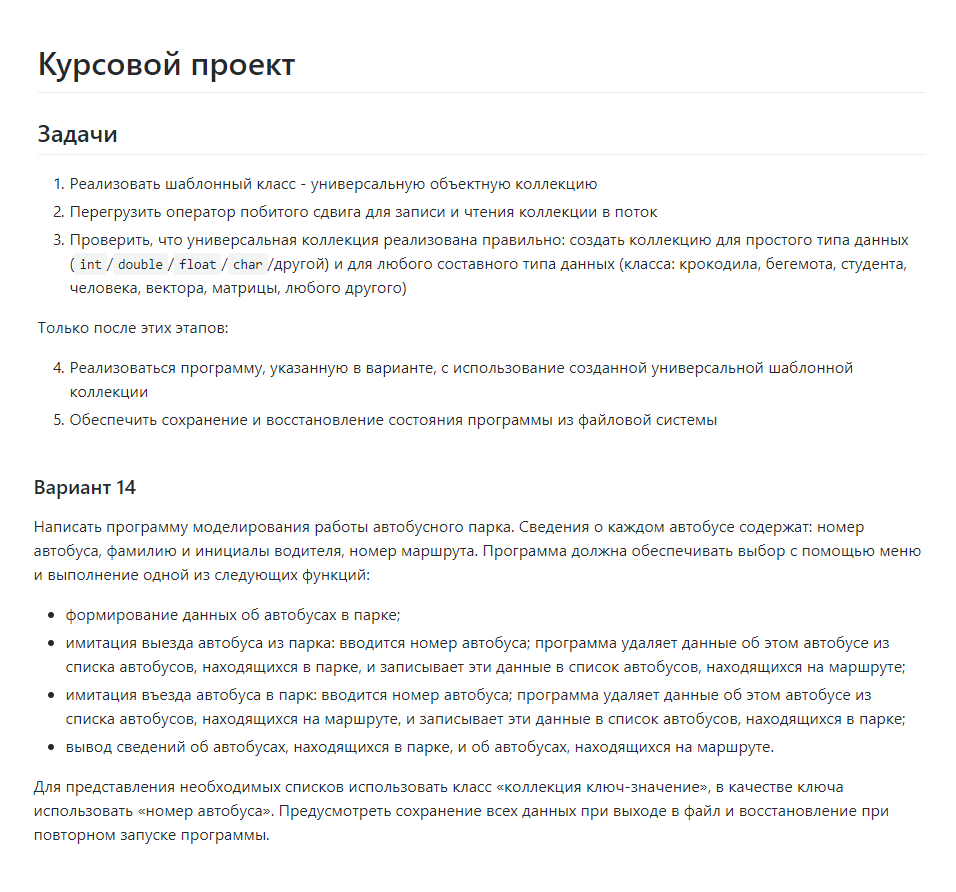 Курсовой проект
Задачи
1. Реализовать шаблонный класс - универсальную объектную коллекцию
2. Перегрузить оператор побитого сдвига для записи и чтения коллекции в поток
3. Проверить, что универсальная коллекция реализована правильно: создать коллекцию для простого типа данных
( int / double / float / char /другой) и для любого составного типа данных (класса: крокодила, бегемота, студента,
человека, вектора, матрицы, любого другого)
Только после этих этапов:
4. Реализоваться программу, указанную в варианте, с использование созданной универсальной шаблонной
коллекции
5. Обеспечить сохранение и восстановление состояния программы из файловой системы
Вариант 14
Написать программу моделирования работы автобусного парка. Сведения о каждом автобусе содержат: номер
автобуса, фамилию и инициалы водителя, номер маршрута. Программа должна обеспечивать выбор с помощью меню
и выполнение одной из следующих функций:
• формирование данных об автобусах в парке;
• имитация выезда автобуса из парка: вводится номер автобуса; программа удаляет данные об этом автобусе из
списка автобусов, находящихся в парке, и записывает эти данные в список автобусов, находящихся на маршруте;
• имитация въезда автобуса в парк: вводится номер автобуса; программа удаляет данные об этом автобусе из
списка автобусов, находящихся на маршруте, и записывает эти данные в список автобусов, находящихся в парке;
• вывод сведений об автобусах, находящихся в парке, и об автобусах, находящихся на маршруте.
Для представления необходимых списков использовать класс «коллекция ключ-значение», в качестве ключа
использовать «номер автобуса». Предусмотреть сохранение всех данных при выходе в файл и восстановление при
повторном запуске программы.